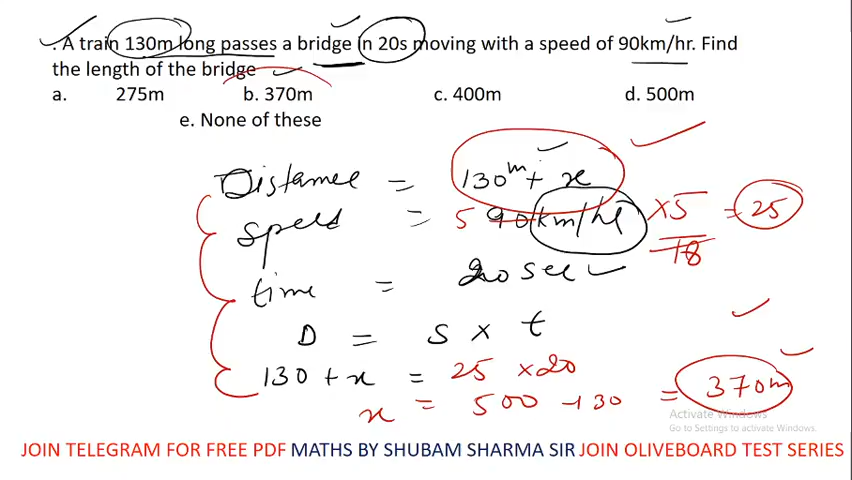 . A train 130m long passes a bridge in 20s moving with a speed of 90km/hr. Find
the length of the bridge
a. 275m b. 370m c. 400m d. 500m
e. None of these
Distance = 130m + x
speed = 5 90 km/hr × 5/18 = 25
time = 20 sec
D = S × t
130 + x = 25 × 20
x = 500 - 130 = 370m
Activate Windows
Go to Settings to activate Windows.
JOIN TELEGRAM FOR FREE PDF MATHS BY SHUBAM SHARMA SIR JOIN OLIVEBOARD TEST SERIES